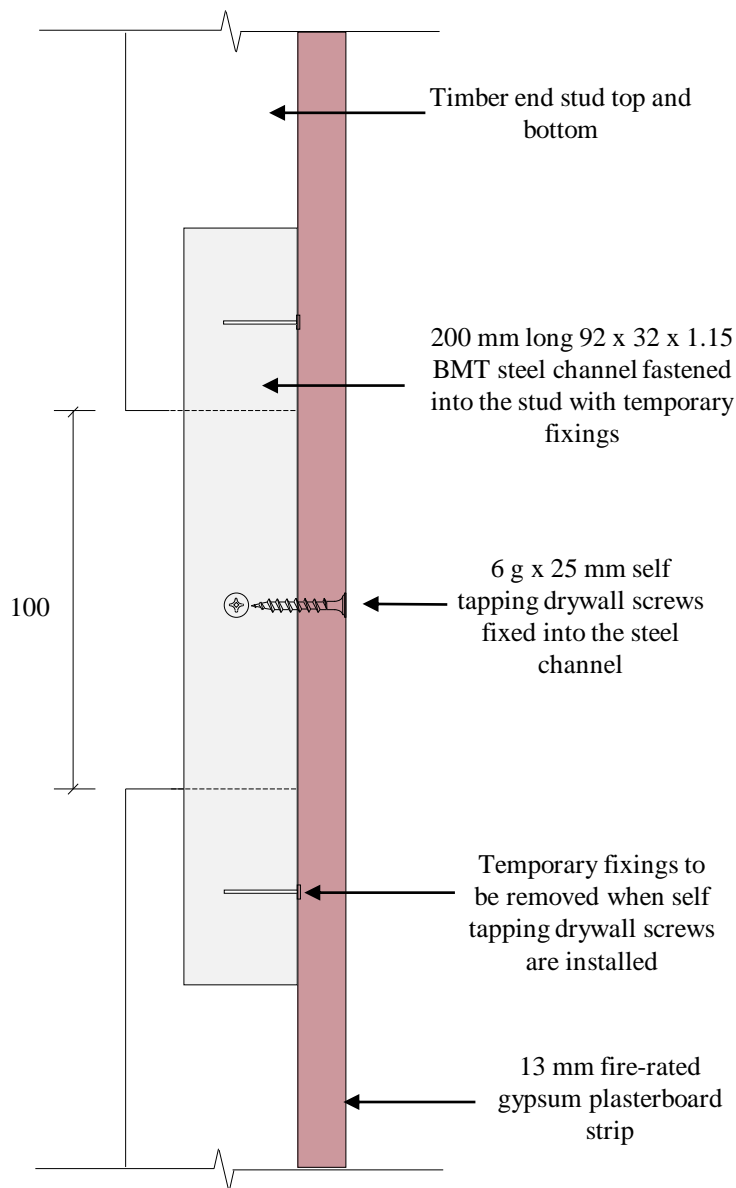 Timber end stud top and
bottom
200 mm long 92 x 32 x 1.15
BMT steel channel fastened
into the stud with temporary
fixings
100
6 g x 25 mm self
tapping drywall screws
fixed into the steel
channel
Temporary fixings to
be removed when self
tapping drywall screws
are installed
13 mm fire-rated
gypsum plasterboard
strip